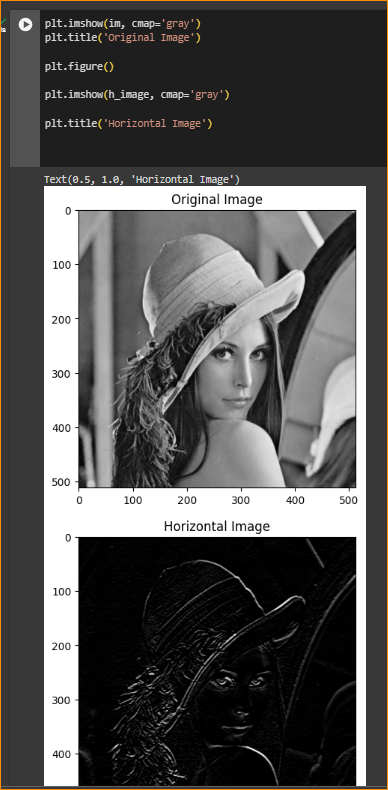 plt.imshow(im, cmap='gray')
plt.title('Original Image')
plt.figure()
plt.imshow(h_image, cmap='gray')
plt.title('Horizontal Image')
Text(0.5, 1.0, 'Horizontal Image')
Original Image
0
100
200
300
400
500
0 100 200 300 400 500
Horizontal Image
0
100
200
300
400